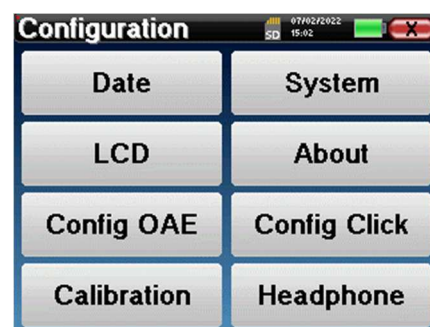 Configuration
SD
07/02/2022
15:02
X
Date
System
LCD
About
Config OAE
Config Click
Calibration
Headphone